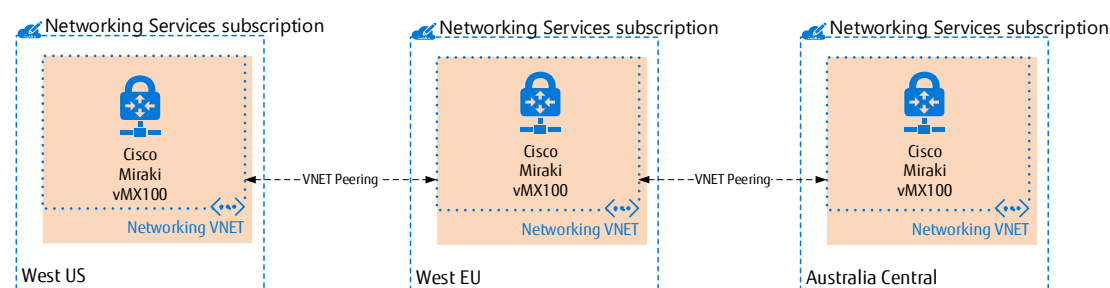 Networking Services subscription
Networking Services subscription
Networking Services subscription
Cisco
Miraki
vMX100
Cisco
Miraki
vMX100
Cisco
Miraki
vMX100
VNET Peering
VNET Peering
Networking VNET
Networking VNET
Networking VNET
West US
West EU
Australia Central